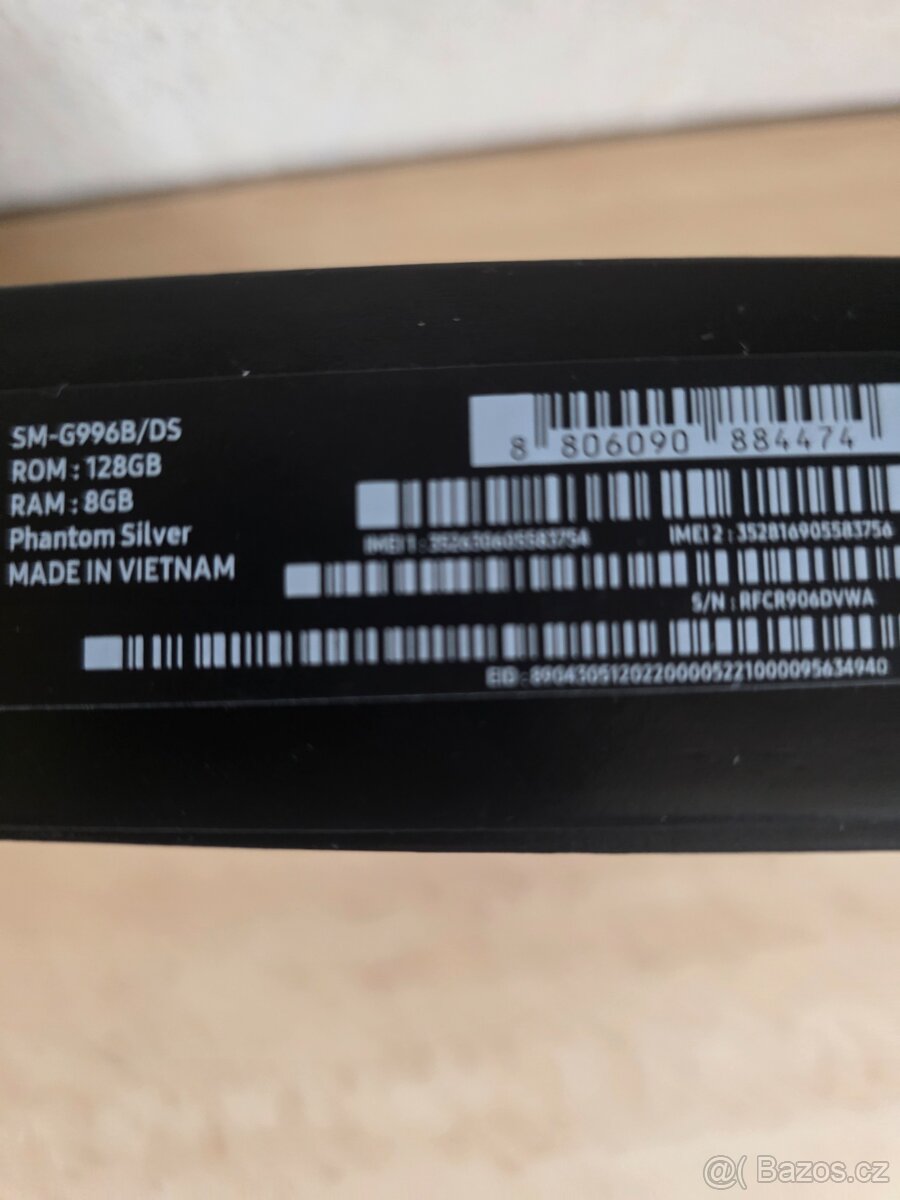 SM-G996B/DS
ROM : 128GB
RAM : 8GB
Phantom Silver
MADE IN VIETNAM
8 806090 884474
IMEI 1 :
IMEI 2 : 352816905583756
S/N : RFCR906DVWA
EID :
@( Bazos.cz